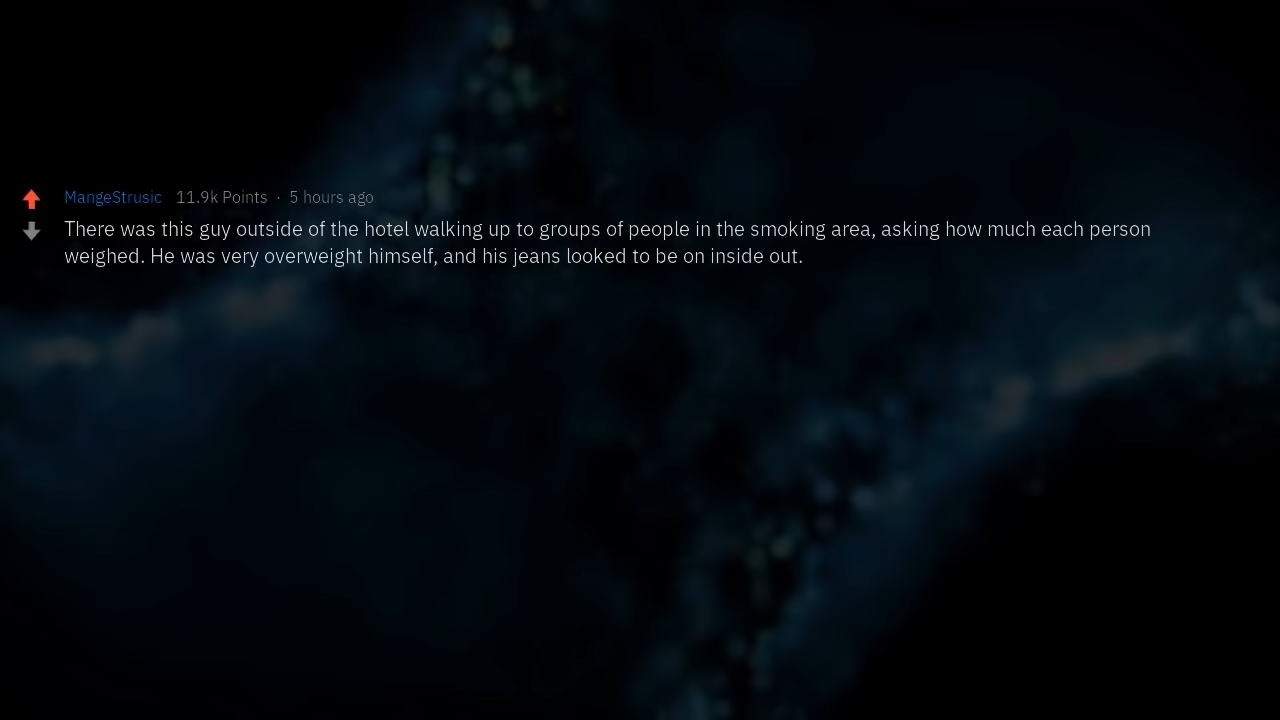 MangeStrusic 11.9k Points · 5 hours ago
There was this guy outside of the hotel walking up to groups of people in the smoking area, asking how much each person
weighed. He was very overweight himself, and his jeans looked to be on inside out.